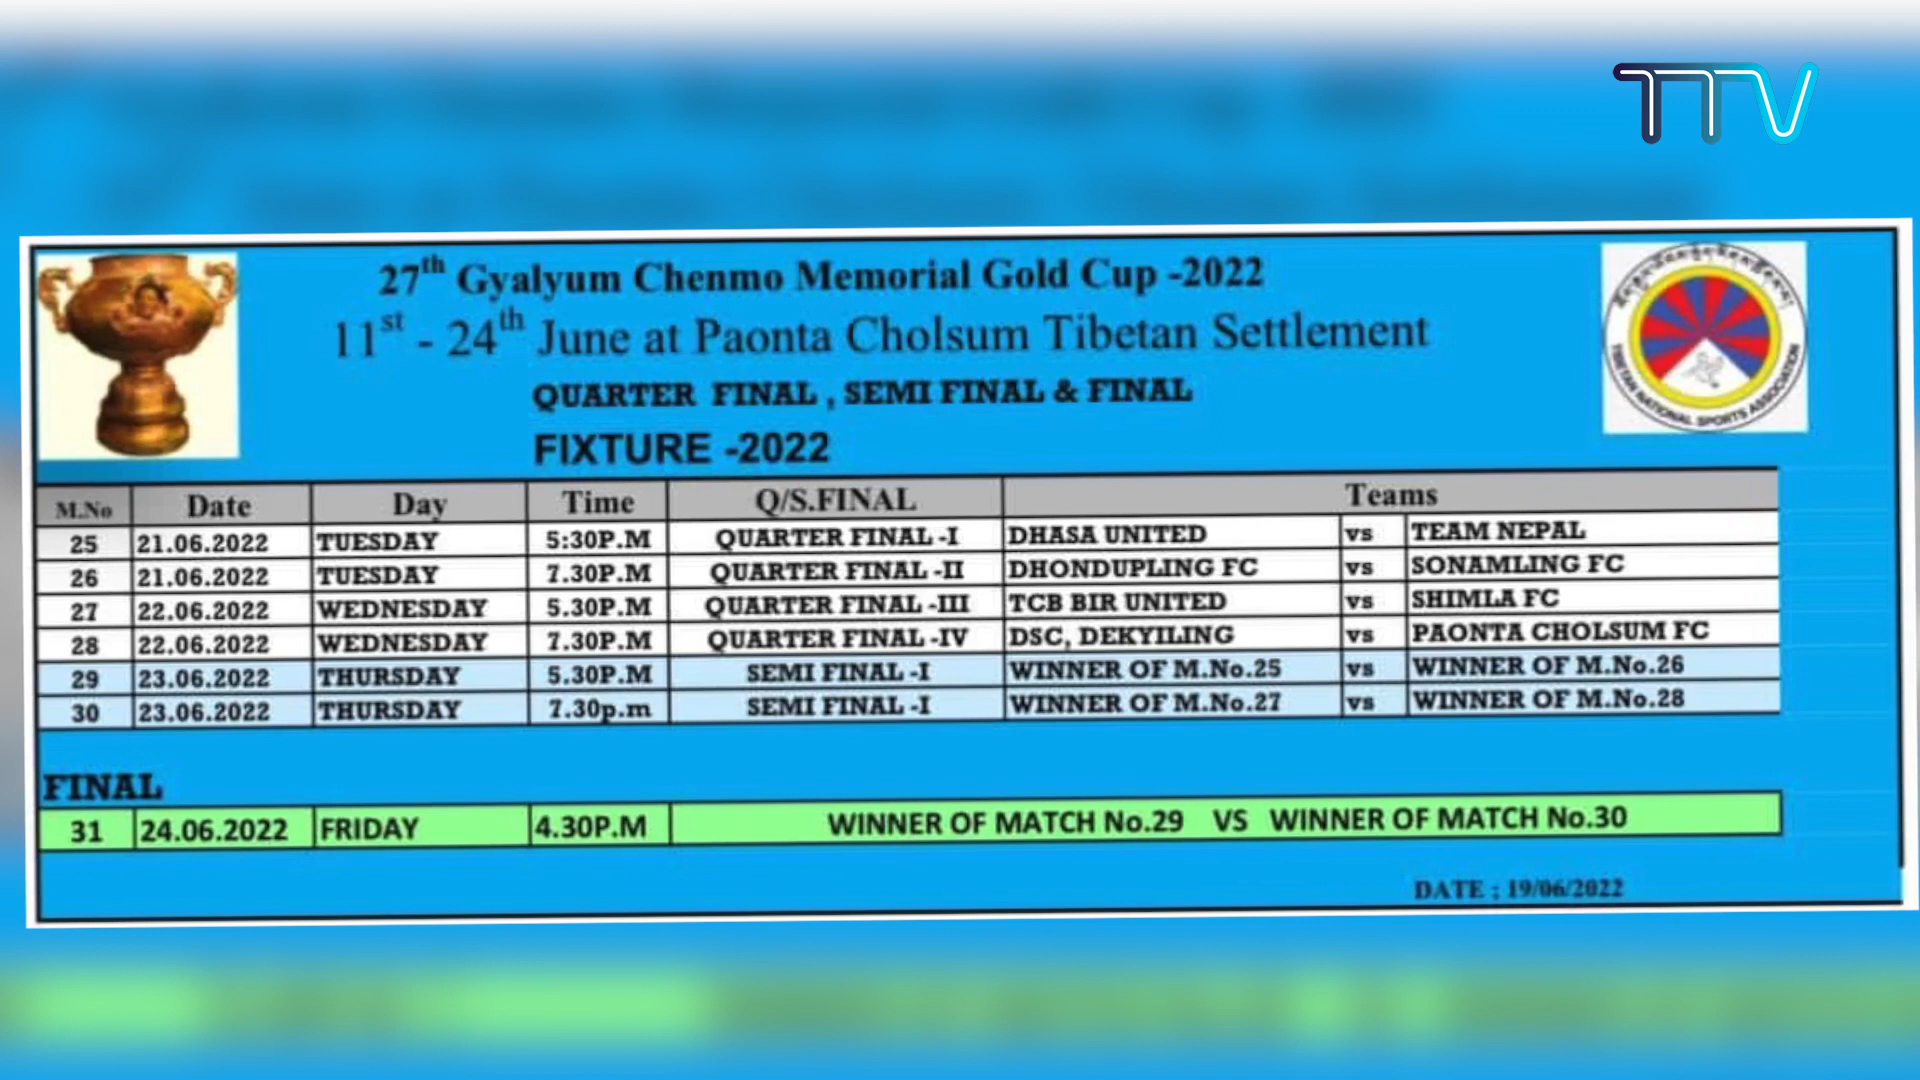 TTV
27th Gyalyum Chenmo Memorial Gold Cup -2022
11st - 24th June at Paonta Cholsum Tibetan Settlement
QUARTER FINAL , SEMI FINAL & FINAL
FIXTURE -2022
TIBETAN NATIONAL SPORTS ASSOCIATION
M.No Date Day Time Q/S.FINAL Teams
25 21.06.2022 TUESDAY 5:30P.M QUARTER FINAL -I DHASA UNITED vs TEAM NEPAL
26 21.06.2022 TUESDAY 7.30P.M QUARTER FINAL -II DHONDUPLING FC vs SONAMLING FC
27 22.06.2022 WEDNESDAY 5.30P.M QUARTER FINAL -III TCB BIR UNITED vs SHIMLA FC
28 22.06.2022 WEDNESDAY 7.30P.M QUARTER FINAL -IV DSC, DEKYILING vs PAONTA CHOLSUM FC
29 23.06.2022 THURSDAY 5.30P.M SEMI FINAL -I WINNER OF M.No.25 vs WINNER OF M.No.26
30 23.06.2022 THURSDAY 7.30p.m SEMI FINAL -I WINNER OF M.No.27 vs WINNER OF M.No.28
FINAL
31 24.06.2022 FRIDAY 4.30P.M WINNER OF MATCH No.29 VS WINNER OF MATCH No.30
DATE ; 19/06/2022